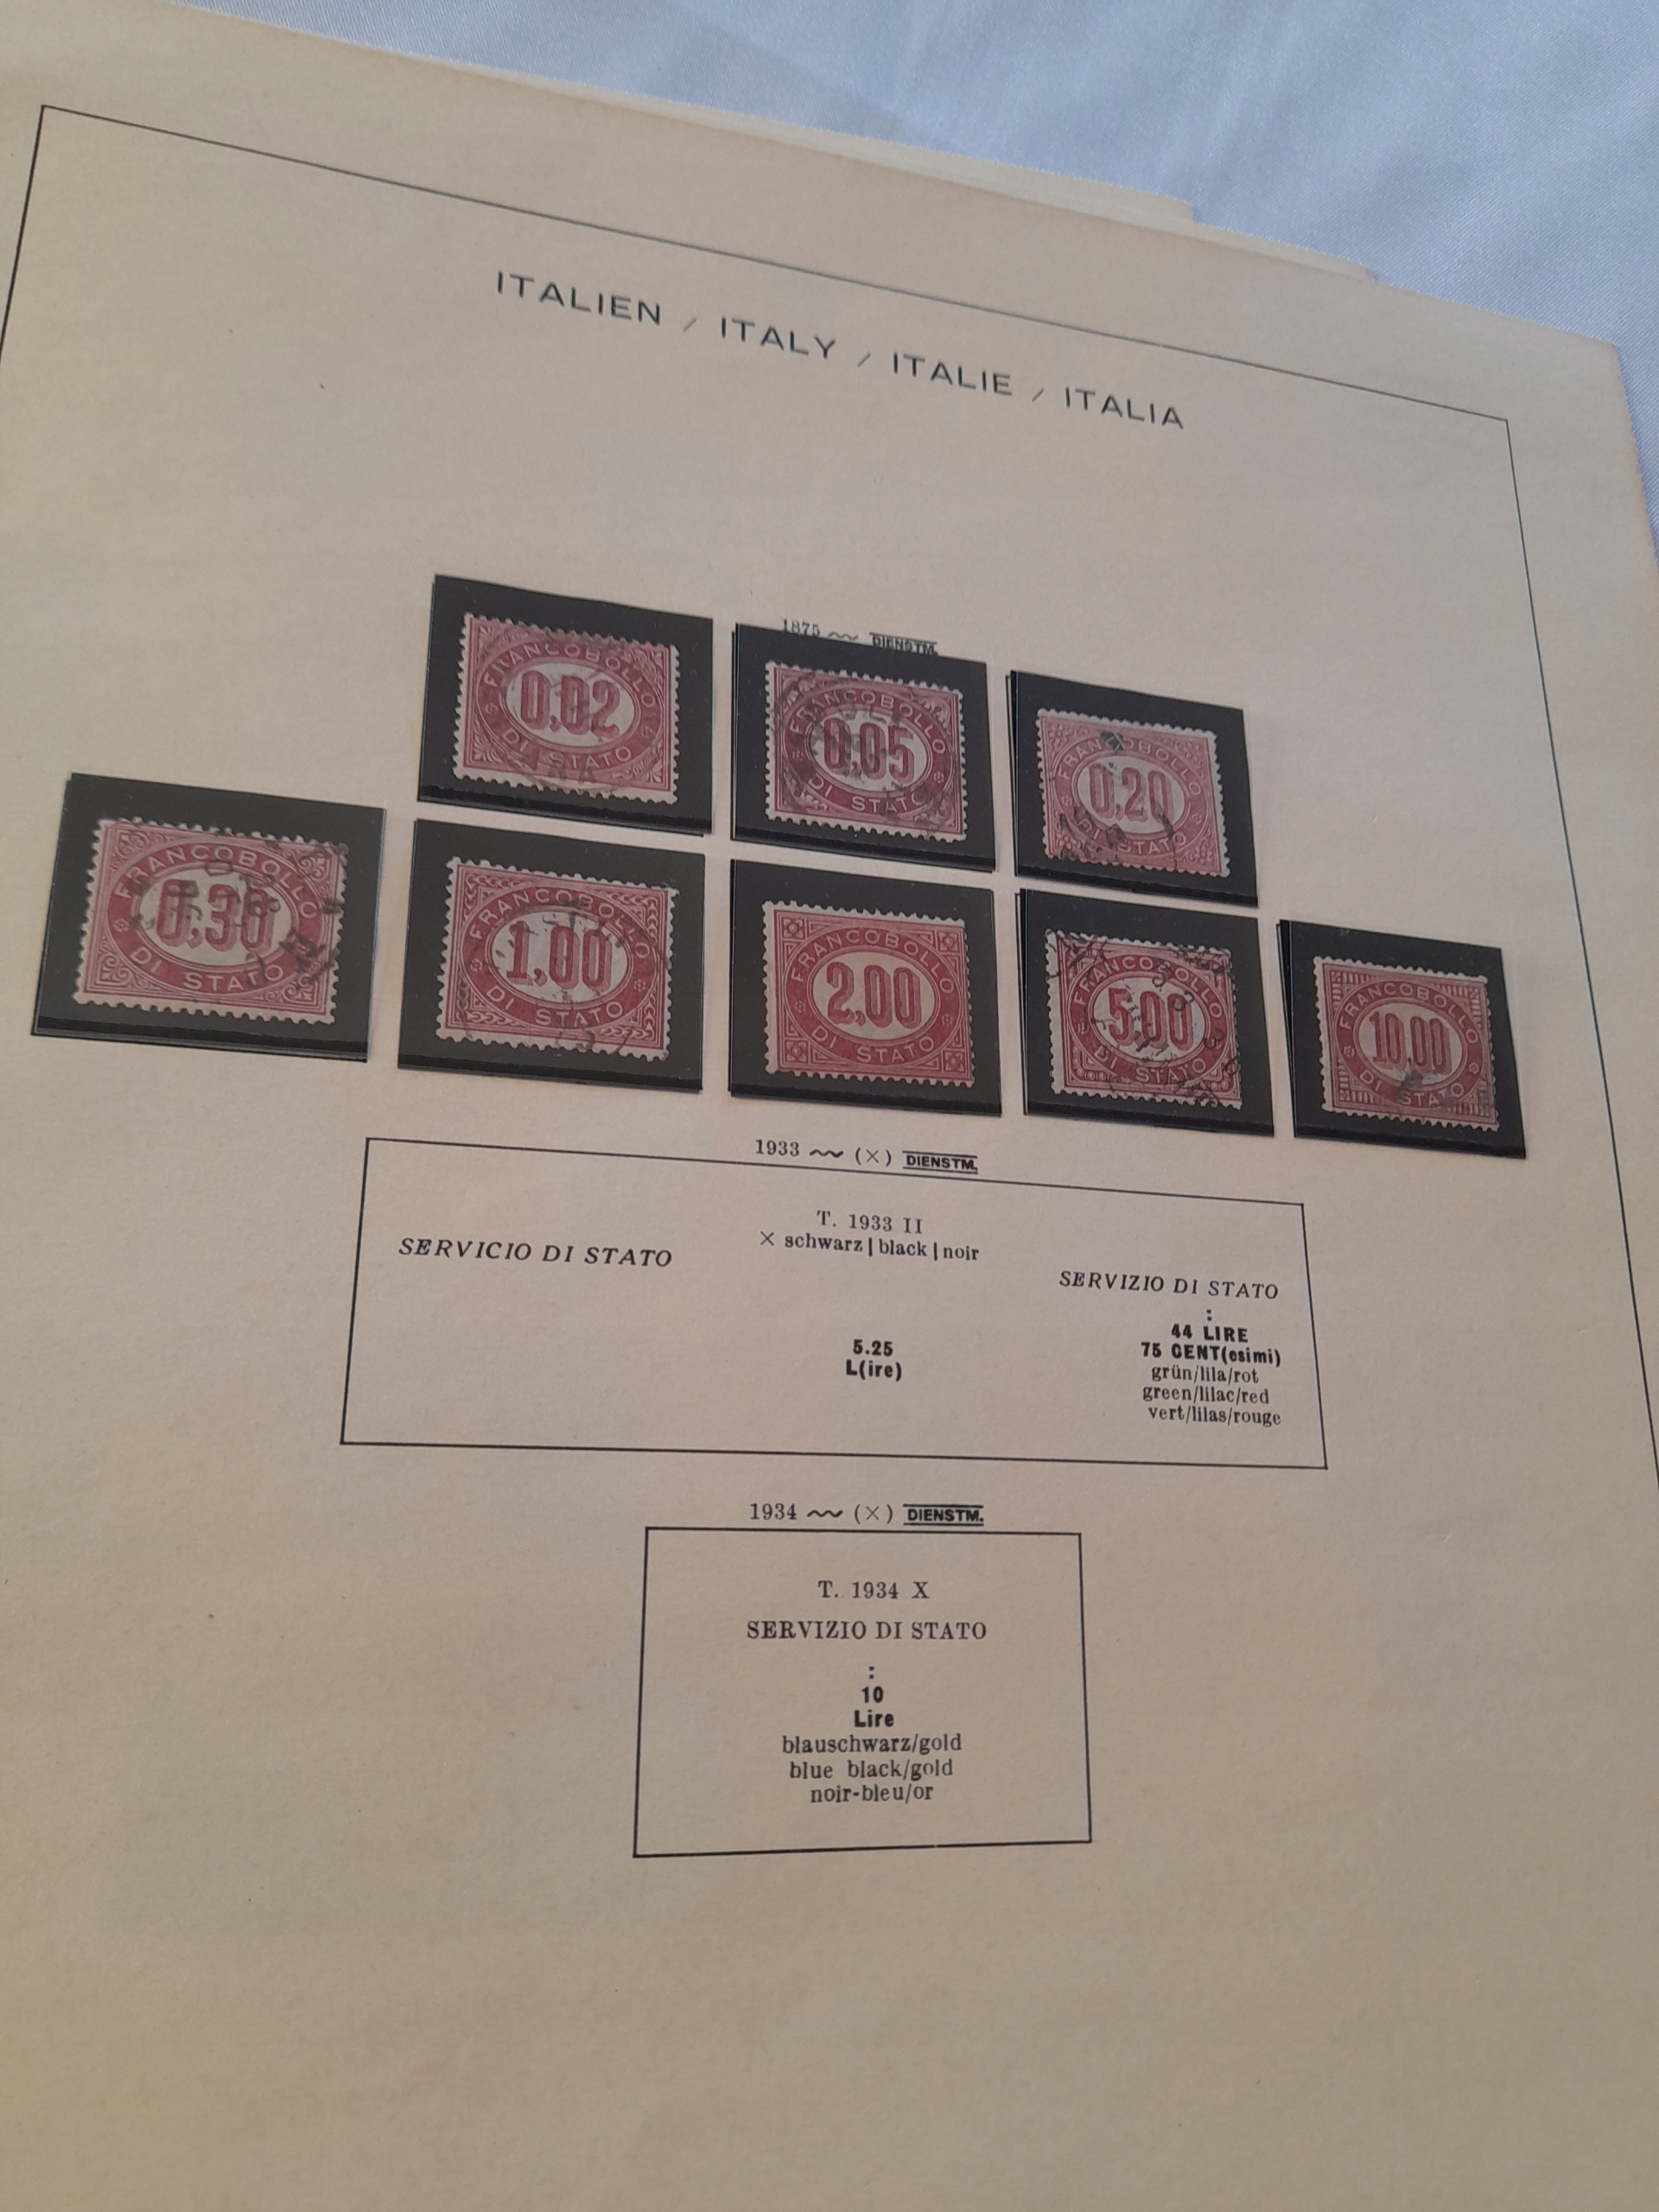 ITALIEN / ITALY / ITALIE / ITALIA
1875 DIENSTM.
FRANCOBOLLO
0,02
DI STATO
FRANCOBOLLO
0,05
DI STATO
FRANCOBOLLO
0,20
DI STATO
FRANCOBOLLO
0,30
DI STATO
FRANCOBOLLO
1,00
DI STATO
FRANCOBOLLO
2,00
DI STATO
FRANCOBOLLO
5,00
DI STATO
FRANCOBOLLO
10,00
DI STATO
1933 (×) DIENSTM.
T. 1933 II
× schwarz|black|noir
SERVICIO DI STATO
5.25
L(ire)
SERVIZIO DI STATO
:
44 LIRE
75 CENT(esimi)
grün/lila/rot
green/lilac/red
vert/lilas/rouge
1934 (×) DIENSTM.
T. 1934 X
SERVIZIO DI STATO
:
10
Lire
blauschwarz/gold
blue black/gold
noir-bleu/or